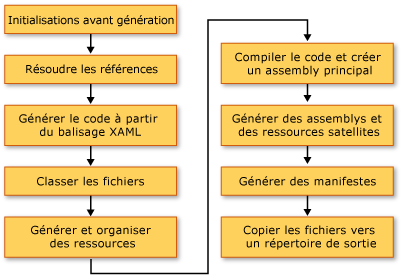 Initialisations avant génération
Résoudre les références
Générer le code à partir
du balisage XAML
Classer les fichiers
Générer et organiser
des ressources
Compiler le code et créer
un assembly principal
Générer des assemblys et
des ressources satellites
Générer des manifestes
Copier les fichiers vers
un répertoire de sortie